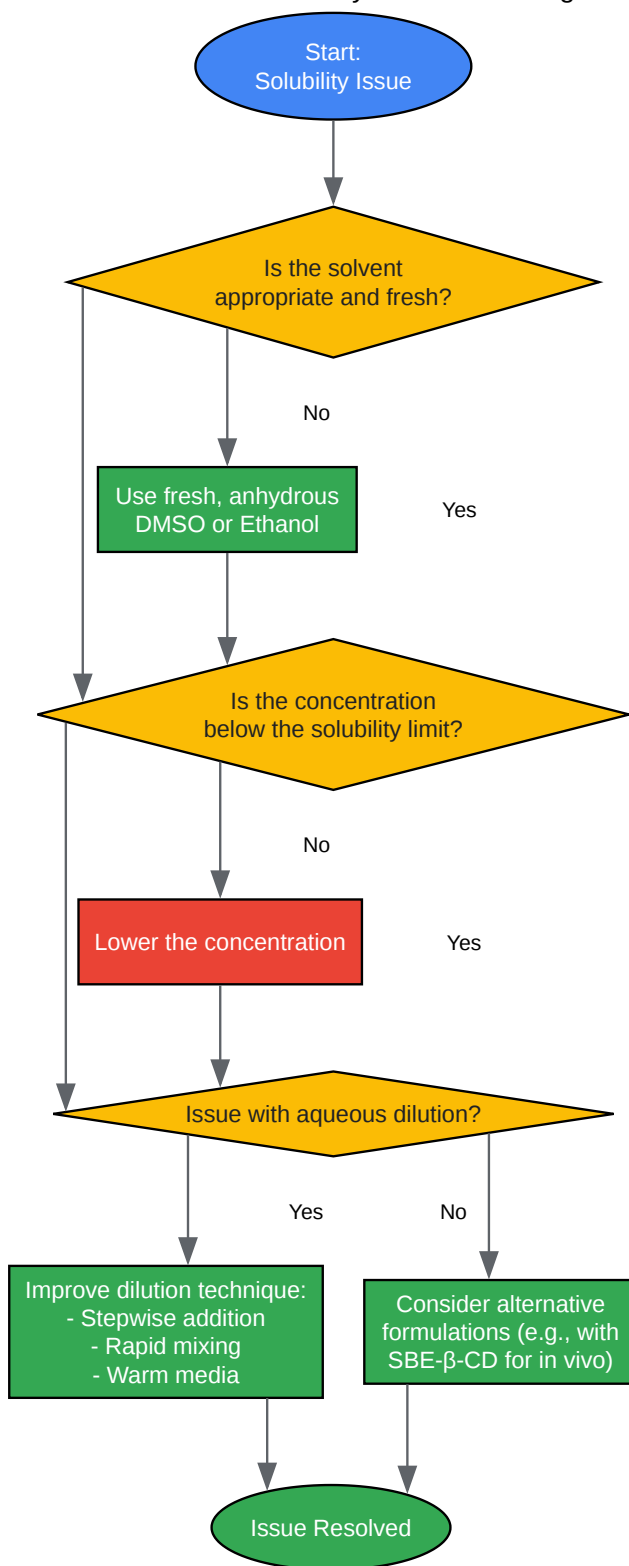 Start:
Solubility Issue
Is the solvent
appropriate and fresh?
No
Use fresh, anhydrous
DMSO or Ethanol
Yes
Is the concentration
below the solubility limit?
No
Lower the concentration
Yes
Issue with aqueous dilution?
Yes
No
Improve dilution technique:
- Stepwise addition
- Rapid mixing
- Warm media
Consider alternative
formulations (e.g., with
SBE-β-CD for in vivo)
Issue Resolved